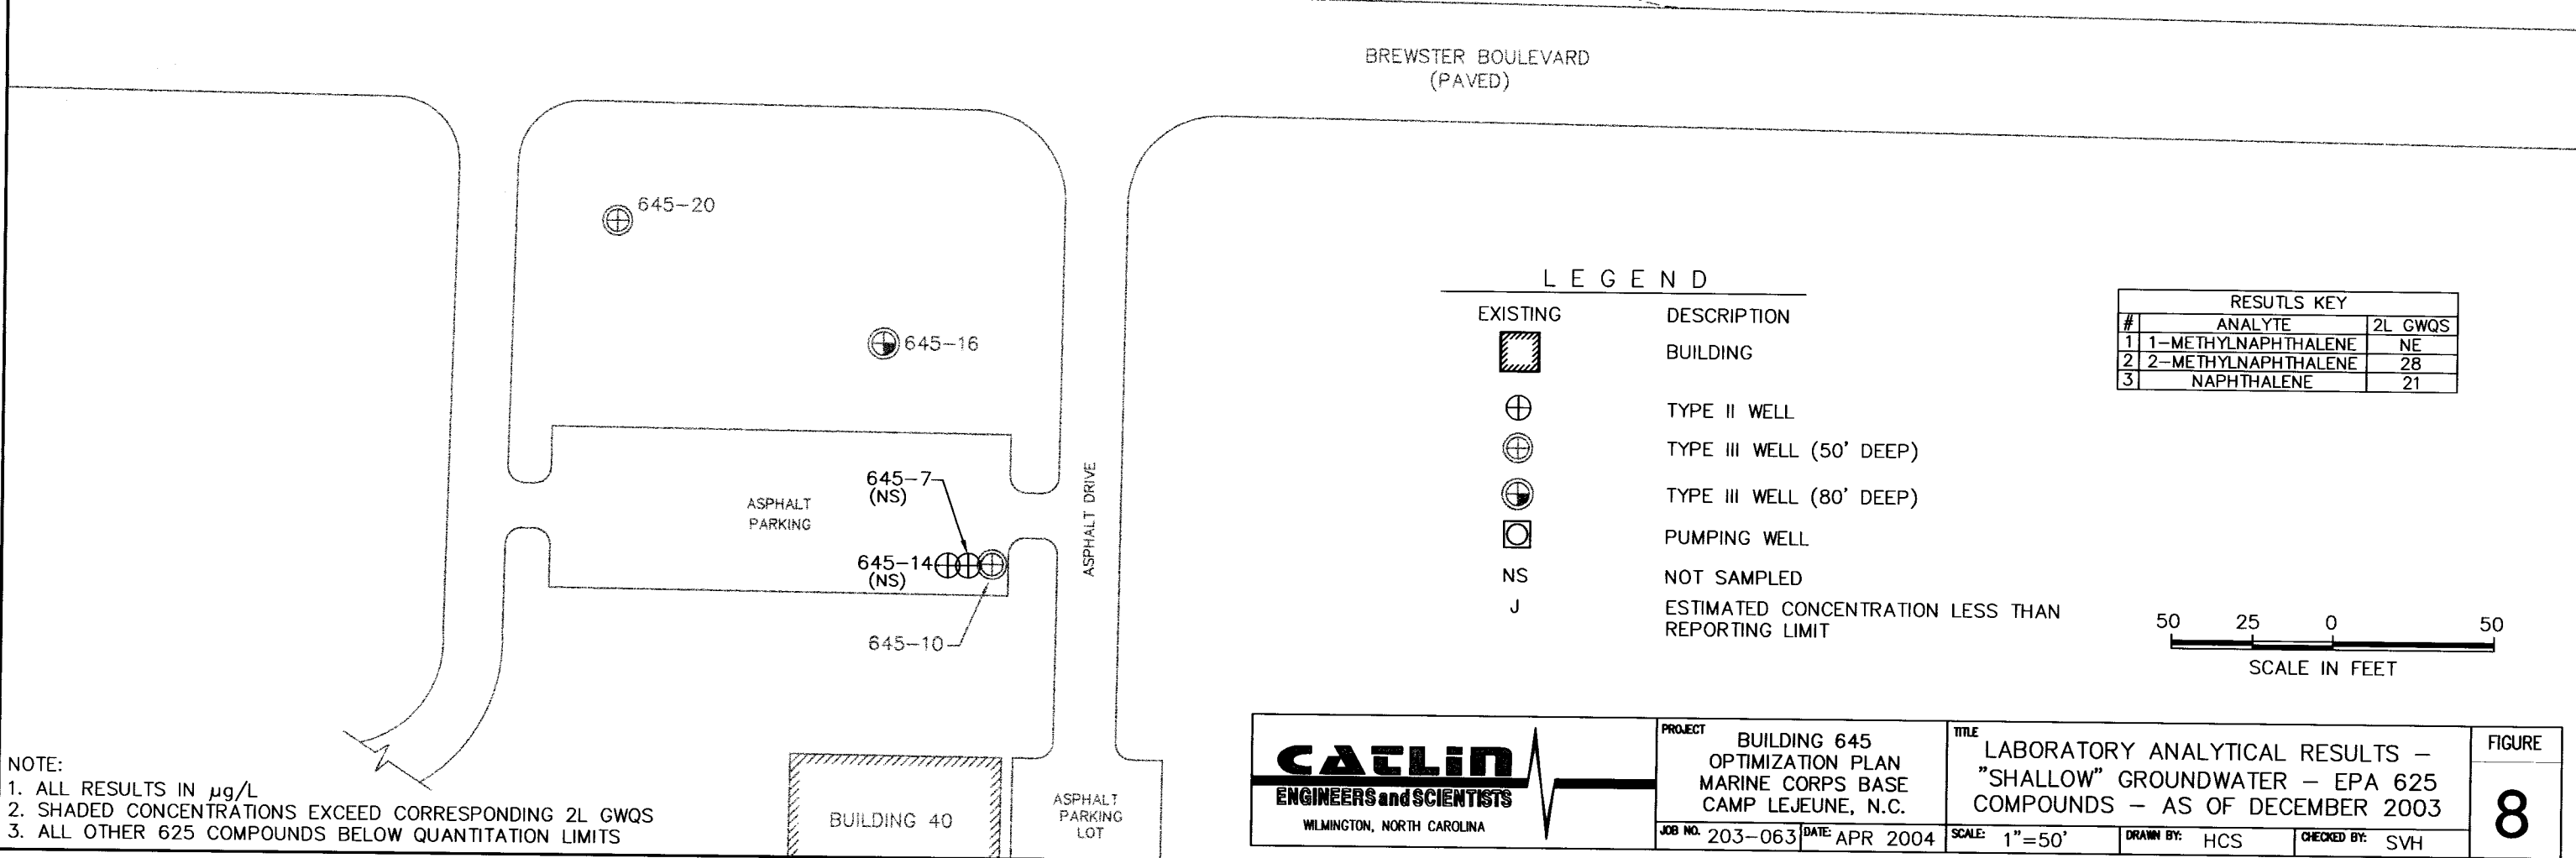 BREWSTER BOULEVARD
(PAVED)
645-20
645-16
645-7
(NS)
ASPHALT
PARKING
ASPHALT DRIVE
645-14
(NS)
645-10
BUILDING 40
ASPHALT
PARKING
LOT
LEGEND
EXISTING DESCRIPTION
BUILDING
TYPE II WELL
TYPE III WELL (50' DEEP)
TYPE III WELL (80' DEEP)
PUMPING WELL
NS NOT SAMPLED
J ESTIMATED CONCENTRATION LESS THAN
REPORTING LIMIT
RESUTLS KEY
# ANALYTE 2L GWQS
1 1-METHYLNAPHTHALENE NE
2 2-METHYLNAPHTHALENE 28
3 NAPHTHALENE 21
50 25 0 50
SCALE IN FEET
NOTE:
1. ALL RESULTS IN µg/L
2. SHADED CONCENTRATIONS EXCEED CORRESPONDING 2L GWQS
3. ALL OTHER 625 COMPOUNDS BELOW QUANTITATION LIMITS
CATLIN
ENGINEERS and SCIENTISTS
WILMINGTON, NORTH CAROLINA
PROJECT
BUILDING 645
OPTIMIZATION PLAN
MARINE CORPS BASE
CAMP LEJEUNE, N.C.
TITLE
LABORATORY ANALYTICAL RESULTS -
"SHALLOW" GROUNDWATER - EPA 625
COMPOUNDS - AS OF DECEMBER 2003
FIGURE
8
JOB NO. 203-063 DATE: APR 2004 SCALE: 1"=50' DRAWN BY: HCS CHECKED BY: SVH